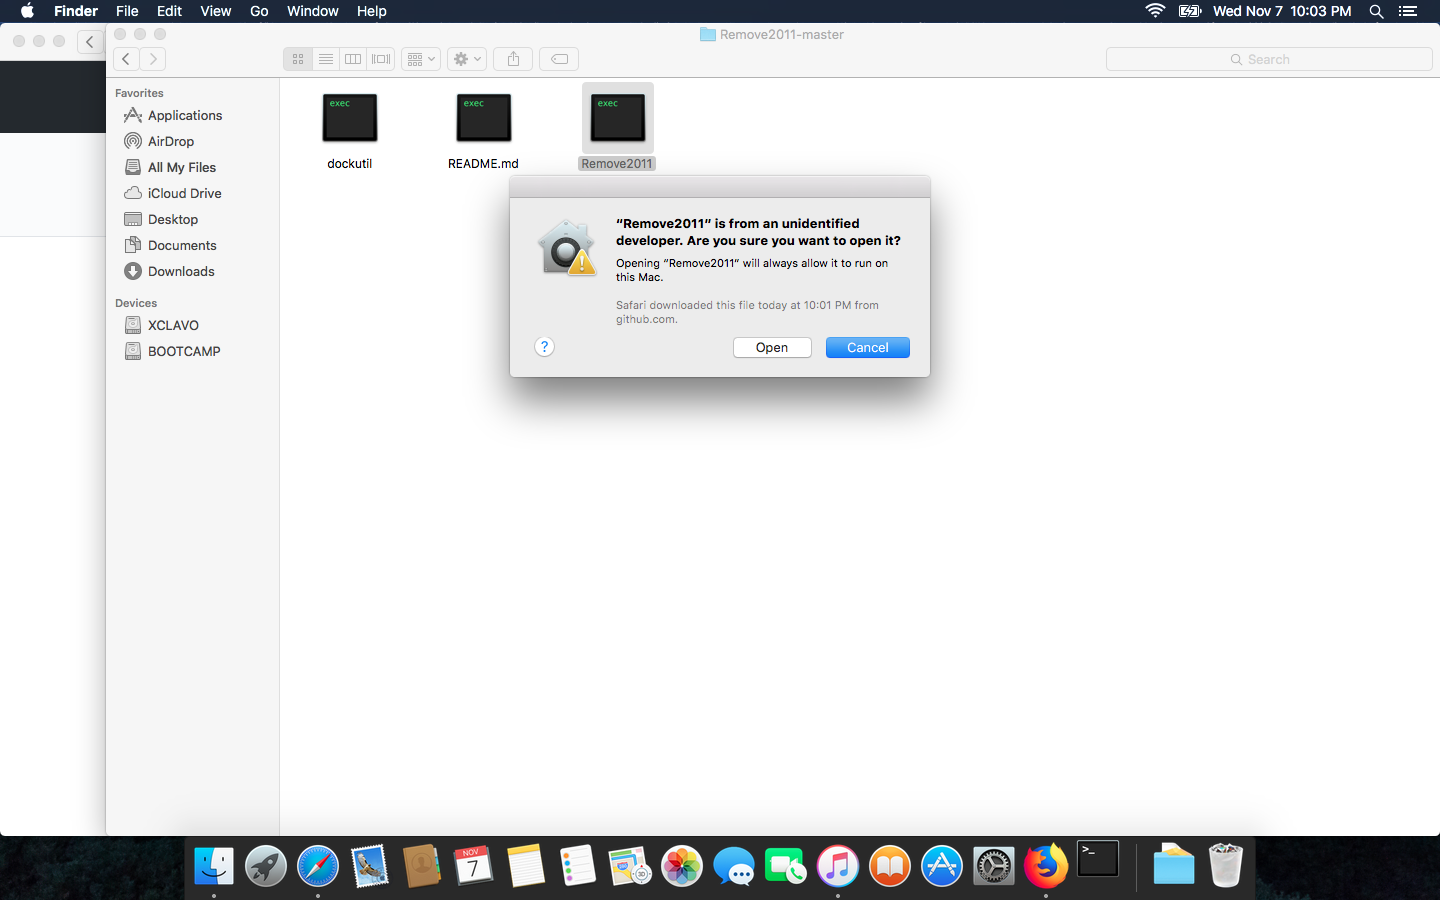 Finder File Edit View Go Window Help Wed Nov 7 10:03 PM
Remove2011-master
Search
Favorites
Applications
AirDrop
All My Files
iCloud Drive
Desktop
Documents
Downloads
Devices
XCLAVO
BOOTCAMP
exec exec exec
dockutil README.md Remove2011
“Remove2011” is from an unidentified
developer. Are you sure you want to open it?
Opening “Remove2011” will always allow it to run on
this Mac.
Safari downloaded this file today at 10:01 PM from
github.com.
? Open Cancel
NOV
7
3D
>_